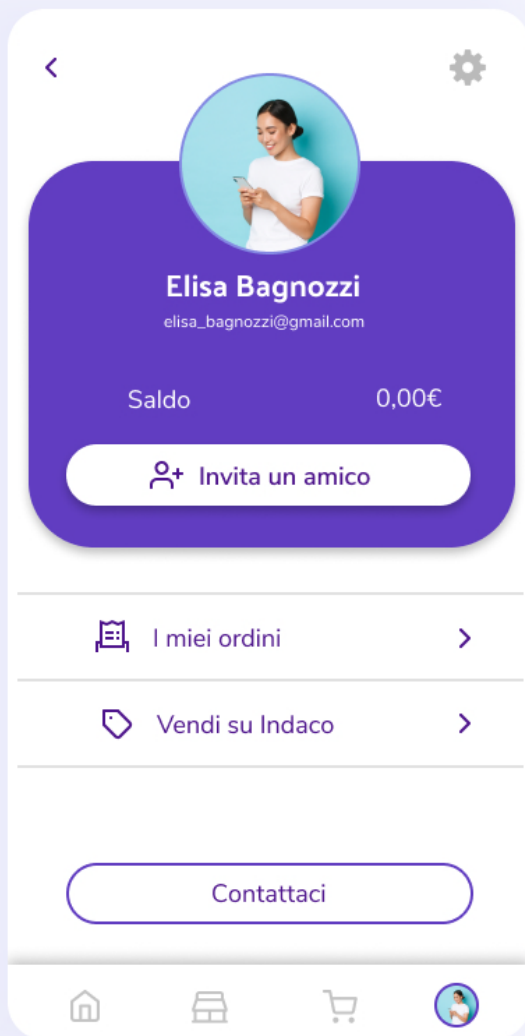 Elisa Bagnozzi
elisa_bagnozzi@gmail.com
Saldo 0,00€
Invita un amico
I miei ordini
Vendi su Indaco
Contattaci